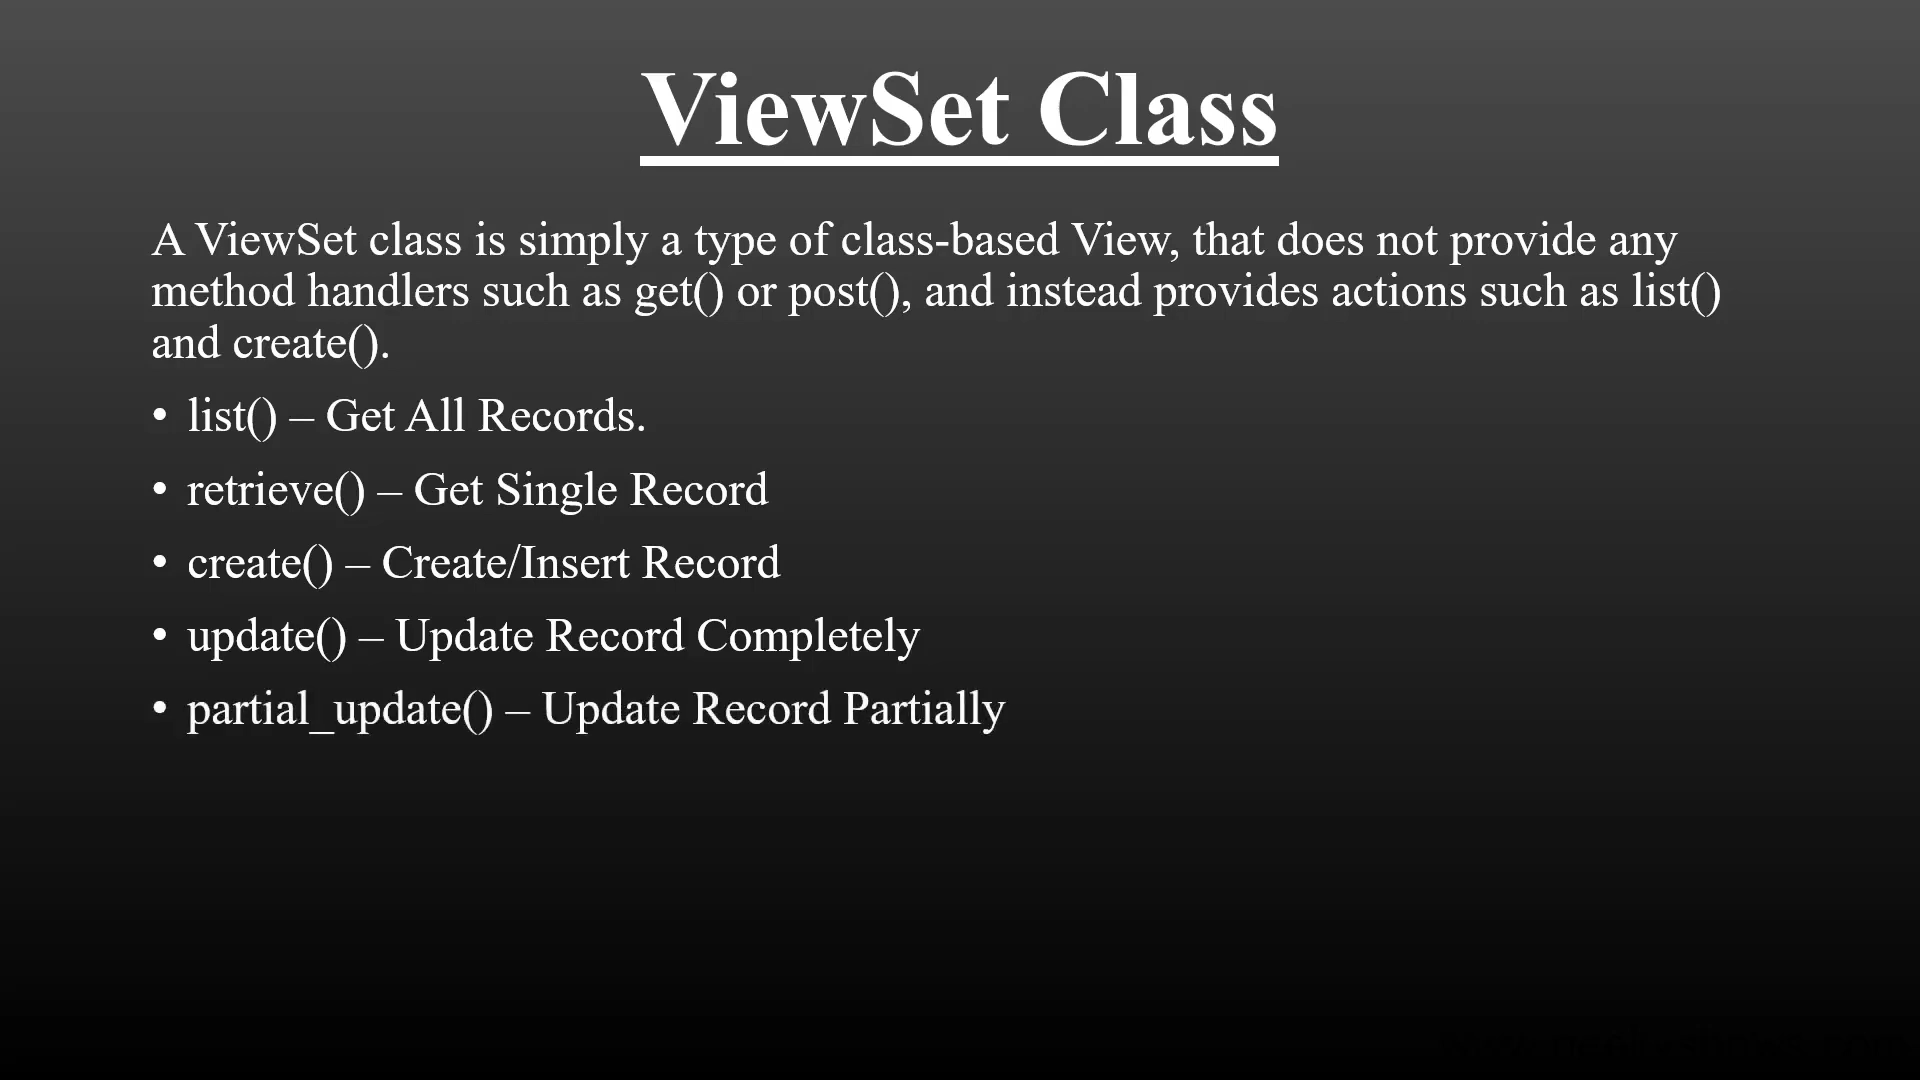 ViewSet Class
A ViewSet class is simply a type of class-based View, that does not provide any
method handlers such as get() or post(), and instead provides actions such as list()
and create().
• list() – Get All Records.
• retrieve() – Get Single Record
• create() – Create/Insert Record
• update() – Update Record Completely
• partial_update() – Update Record Partially